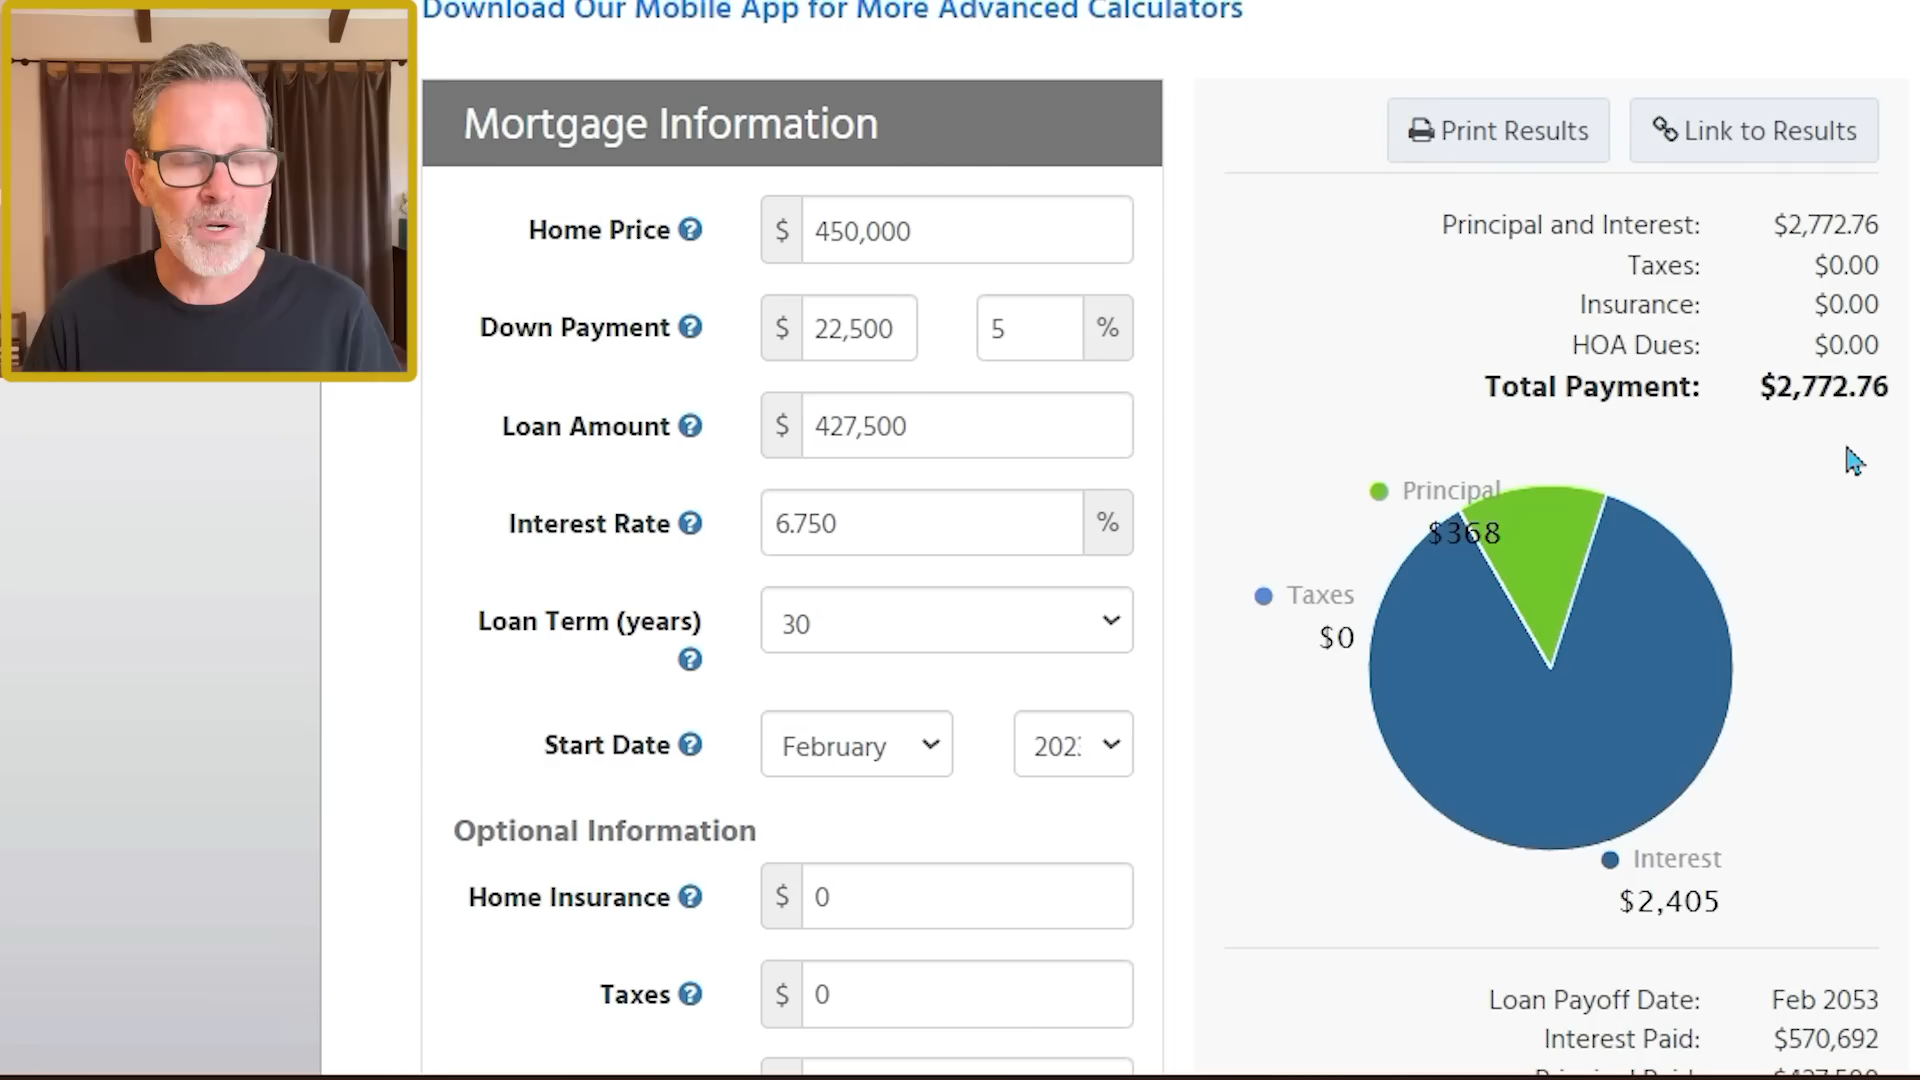 Download Our Mobile App for More Advanced Calculators
Mortgage Information
Home Price ?
$ 450,000
Down Payment ?
$ 22,500
5 %
Loan Amount ?
$ 427,500
Interest Rate ?
6.750 %
Loan Term (years)
?
30
Start Date ?
February
Optional Information
Home Insurance ?
$ 0
Taxes ?
$ 0
Print Results
Link to Results
Principal and Interest: $2,772.76
Taxes: $0.00
Insurance: $0.00
HOA Dues: $0.00
Total Payment: $2,772.76
Principal
$368
Taxes
$0
Interest
$2,405
Loan Payoff Date: Feb 2053
Interest Paid: $570,692